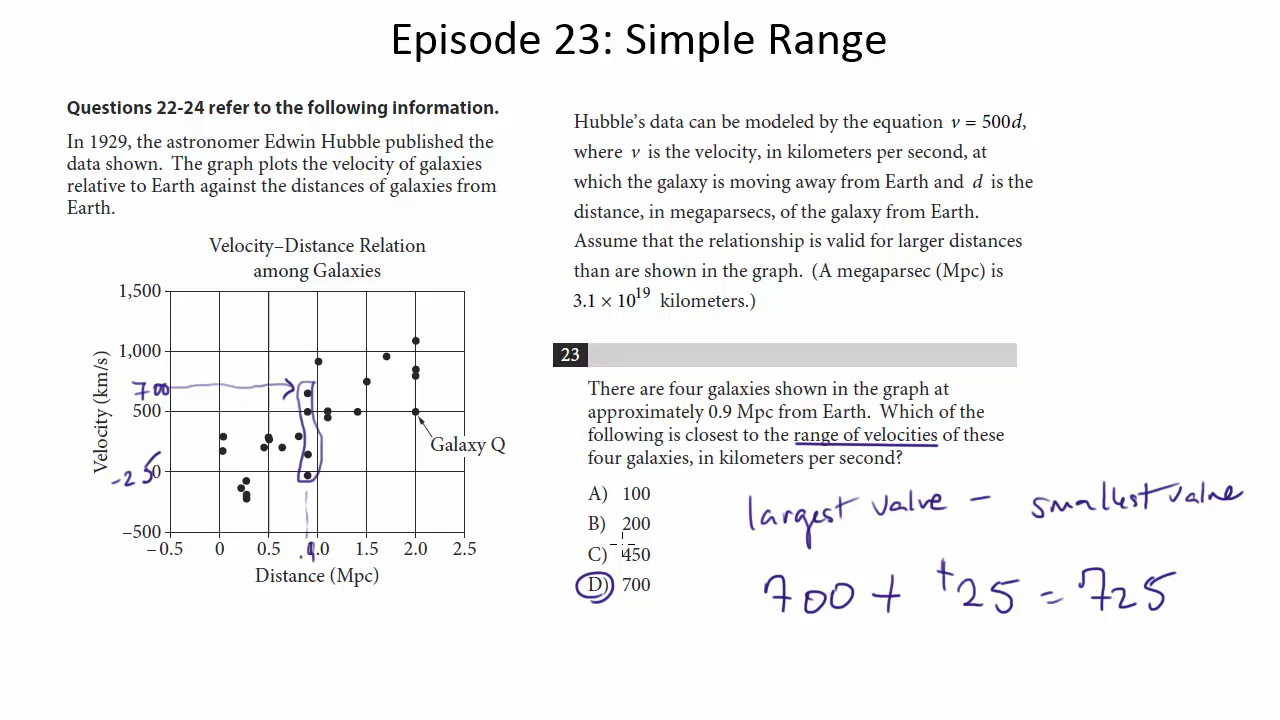 Episode 23: Simple Range
Questions 22-24 refer to the following information.
In 1929, the astronomer Edwin Hubble published the
data shown. The graph plots the velocity of galaxies
relative to Earth against the distances of galaxies from
Earth.
Velocity–Distance Relation
among Galaxies
Velocity (km/s)
1,500
1,000
700
500
-25
0
−500
−0.5 0 0.5 1.0 1.5 2.0 2.5
.9
Distance (Mpc)
Galaxy Q
Hubble's data can be modeled by the equation v = 500d,
where v is the velocity, in kilometers per second, at
which the galaxy is moving away from Earth and d is the
distance, in megaparsecs, of the galaxy from Earth.
Assume that the relationship is valid for larger distances
than are shown in the graph. (A megaparsec (Mpc) is
3.1 × 10¹⁹ kilometers.)
23
There are four galaxies shown in the graph at
approximately 0.9 Mpc from Earth. Which of the
following is closest to the range of velocities of these
four galaxies, in kilometers per second?
A) 100
B) 200
C) 450
D) 700
largest value - smallest value
700 + +25 = 725